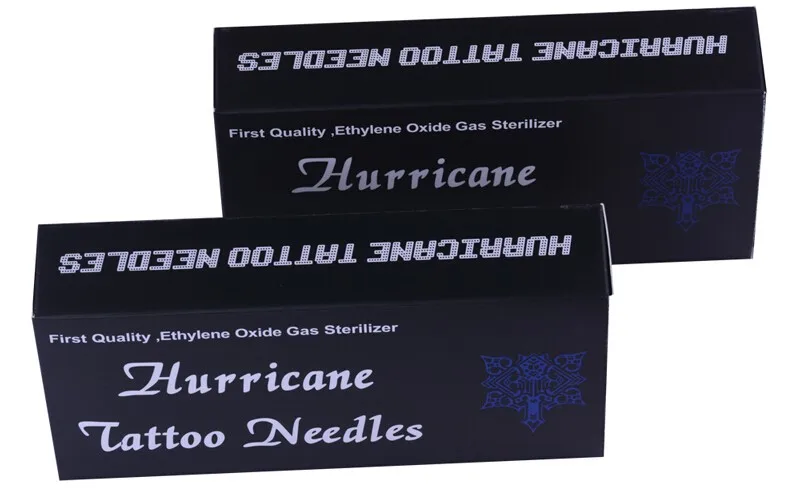 HURRICANE TATTOO NEEDLES
First Quality ,Ethylene Oxide Gas Sterilizer
Hurricane
HURRICANE TATTOO NEEDLES
First Quality ,Ethylene Oxide Gas Sterilizer
Hurricane
Tattoo Needles